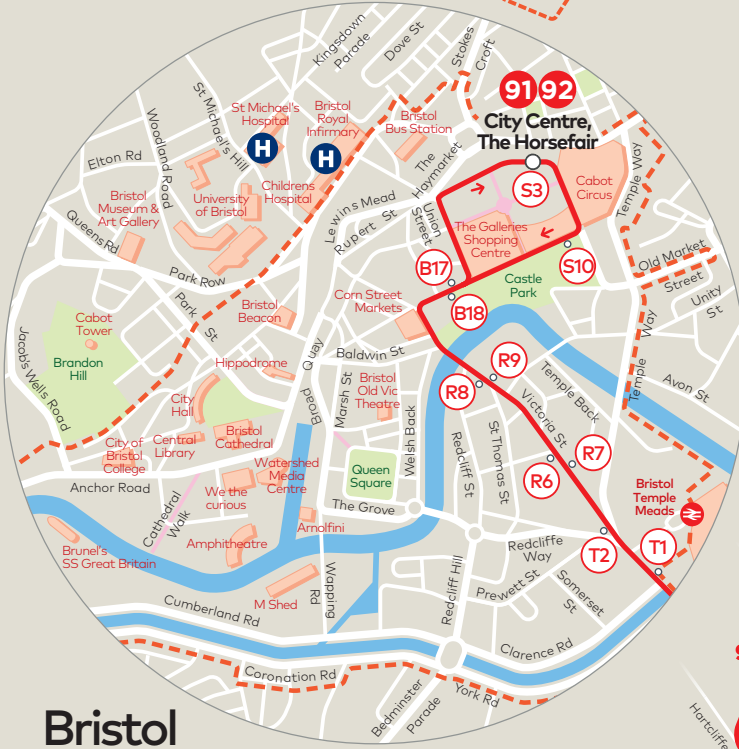 Kingsdown
Parade
Dove St
Stokes
Croft
91 92
City Centre,
The Horsefair
St Michael's
Hospital
H
Bristol
Royal
Infirmary
H
Bristol
Bus Station
St Michael's Hill
Woodland Road
Elton Rd
The Haymarket
S3
Cabot
Circus
Temple Way
University
of Bristol
Childrens
Hospital
Bristol
Museum &
Art Gallery
Queens Rd
Lewins Mead
Rupert St
Union
Street
The Galleries
Shopping
Centre
Old Market
Street
Unity
St
S10
Park Row
B17
Castle
Park
Park St
Bristol
Beacon
Corn Street
Markets
B18
Cabot
Tower
Brandon
Hill
Jacob's Wells Road
Hippodrome
Quay
Baldwin St
R9
R8
Temple Way
Avon St
City
Hall
Broad
Marsh St
Bristol
Old Vic
Theatre
Welsh Back
Victoria St
Temple Back
City of
Bristol
College
Central
Library
Bristol
Cathedral
Redcliff St
St Thomas St
R7
R6
Watershed
Media
Centre
Queen
Square
Bristol
Temple
Meads
Anchor Road
Cathedral
Walk
We the
curious
The Grove
T2
T1
Arnolfini
Amphitheatre
Redcliffe
Way
Brunel's
SS Great Britain
Redcliff Hill
Prewett St
Somerset
St
M Shed
Wapping
Rd
Cumberland Rd
Clarence Rd
Coronation Rd
York Rd
Bedminster
Parade
Hartcliffe
Bristol